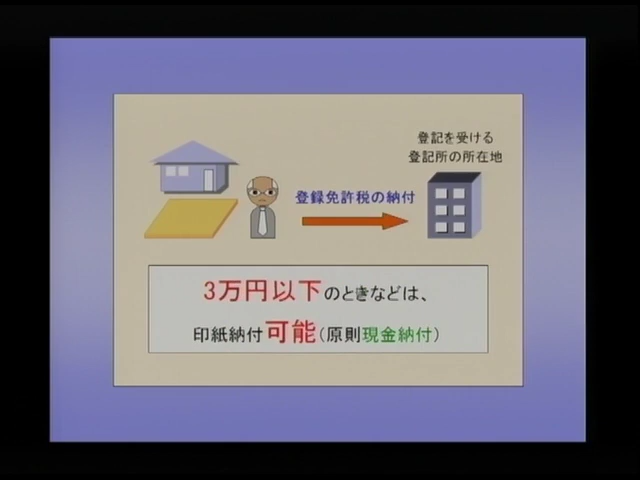 登記を受ける
登記所の所在地
登録免許税の納付
3万円以下のときなどは、
印紙納付可能(原則現金納付)